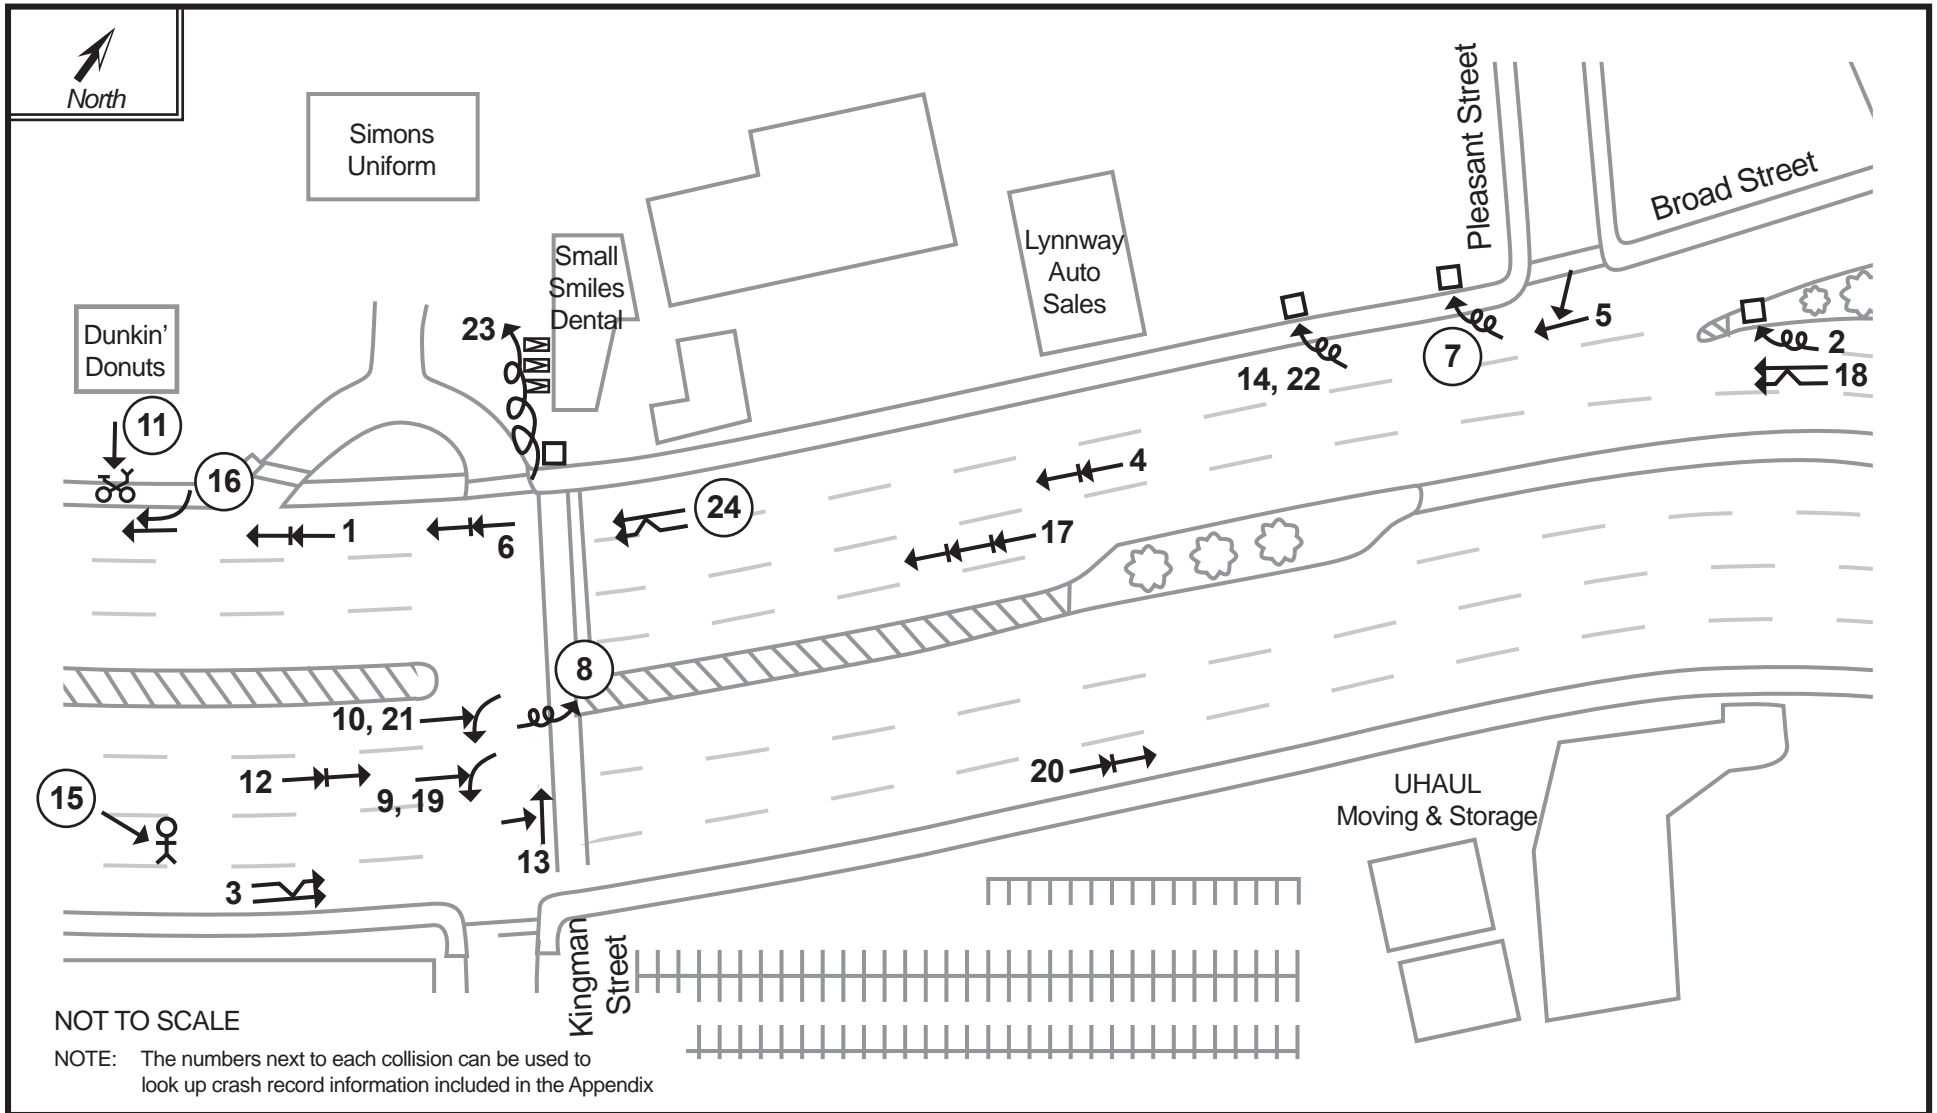 North
Simons
Uniform
Pleasant Street
Broad Street
Small
Smiles
Dental
Lynnway
Auto
Sales
Dunkin’
Donuts
23
5
2
7
14, 22
18
11
16
4
24
1
6
17
8
10, 21
12
9, 19
20
15
13
3
UHAUL
Moving & Storage
Kingman
Street
NOT TO SCALE
NOTE: The numbers next to each collision can be used to
look up crash record information included in the Appendix